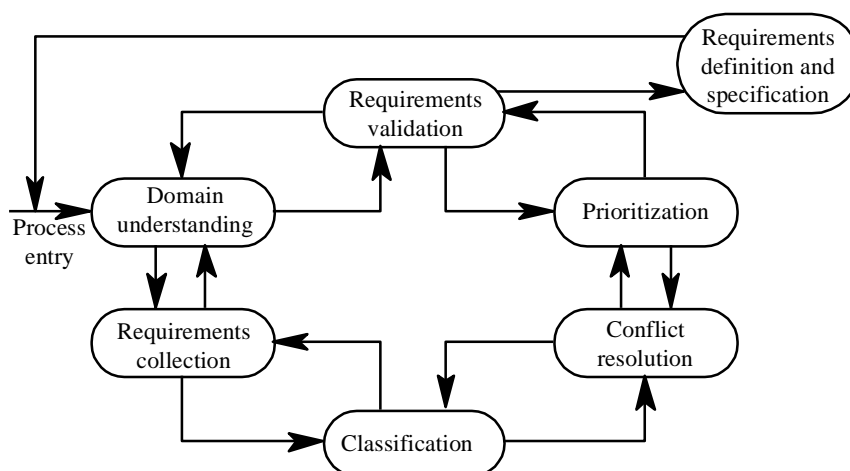 Requirements
definition and
specification
Requirements
validation
Domain
understanding
Prioritization
Process
entry
Requirements
collection
Conflict
resolution
Classification